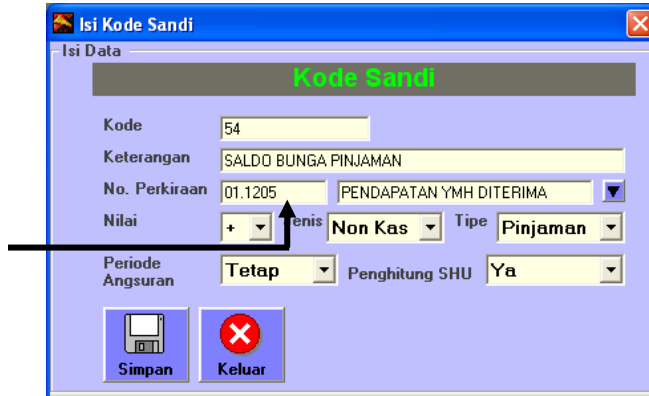 Isi Kode Sandi
Isi Data
Kode Sandi
Kode 54
Keterangan SALDO BUNGA PINJAMAN
No. Perkiraan 01.1205 PENDAPATAN YMH DITERIMA
Nilai + enis Non Kas Tipe Pinjaman
Periode Angsuran Tetap Penghitung SHU Ya
Simpan Keluar